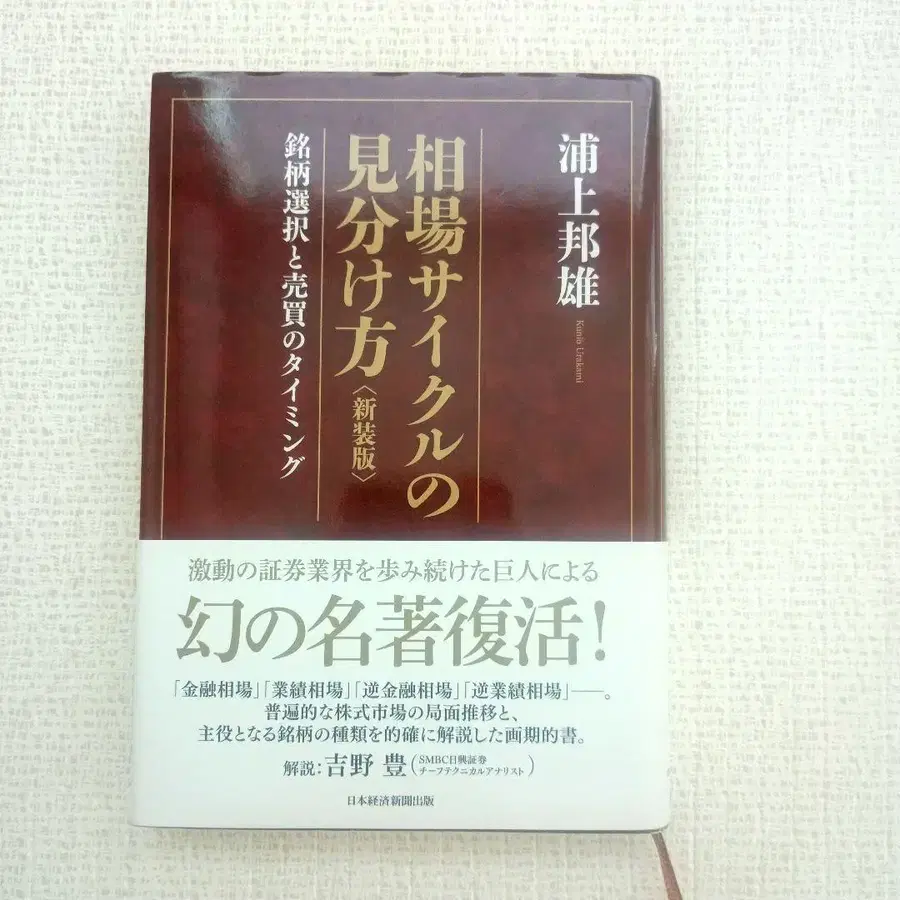 浦上邦雄
Kunio Urakami
相場サイクルの
見分け方〈新装版〉
銘柄選択と売買のタイミング
激動の証券業界を歩み続けた巨人による
幻の名著復活!
「金融相場」「業績相場」「逆金融相場」「逆業績相場」──。
普遍的な株式市場の局面推移と、
主役となる銘柄の種類を的確に解説した画期的書。
解説:吉野 豊(SMBC日興証券
チーフテクニカルアナリスト)
日本経済新聞出版